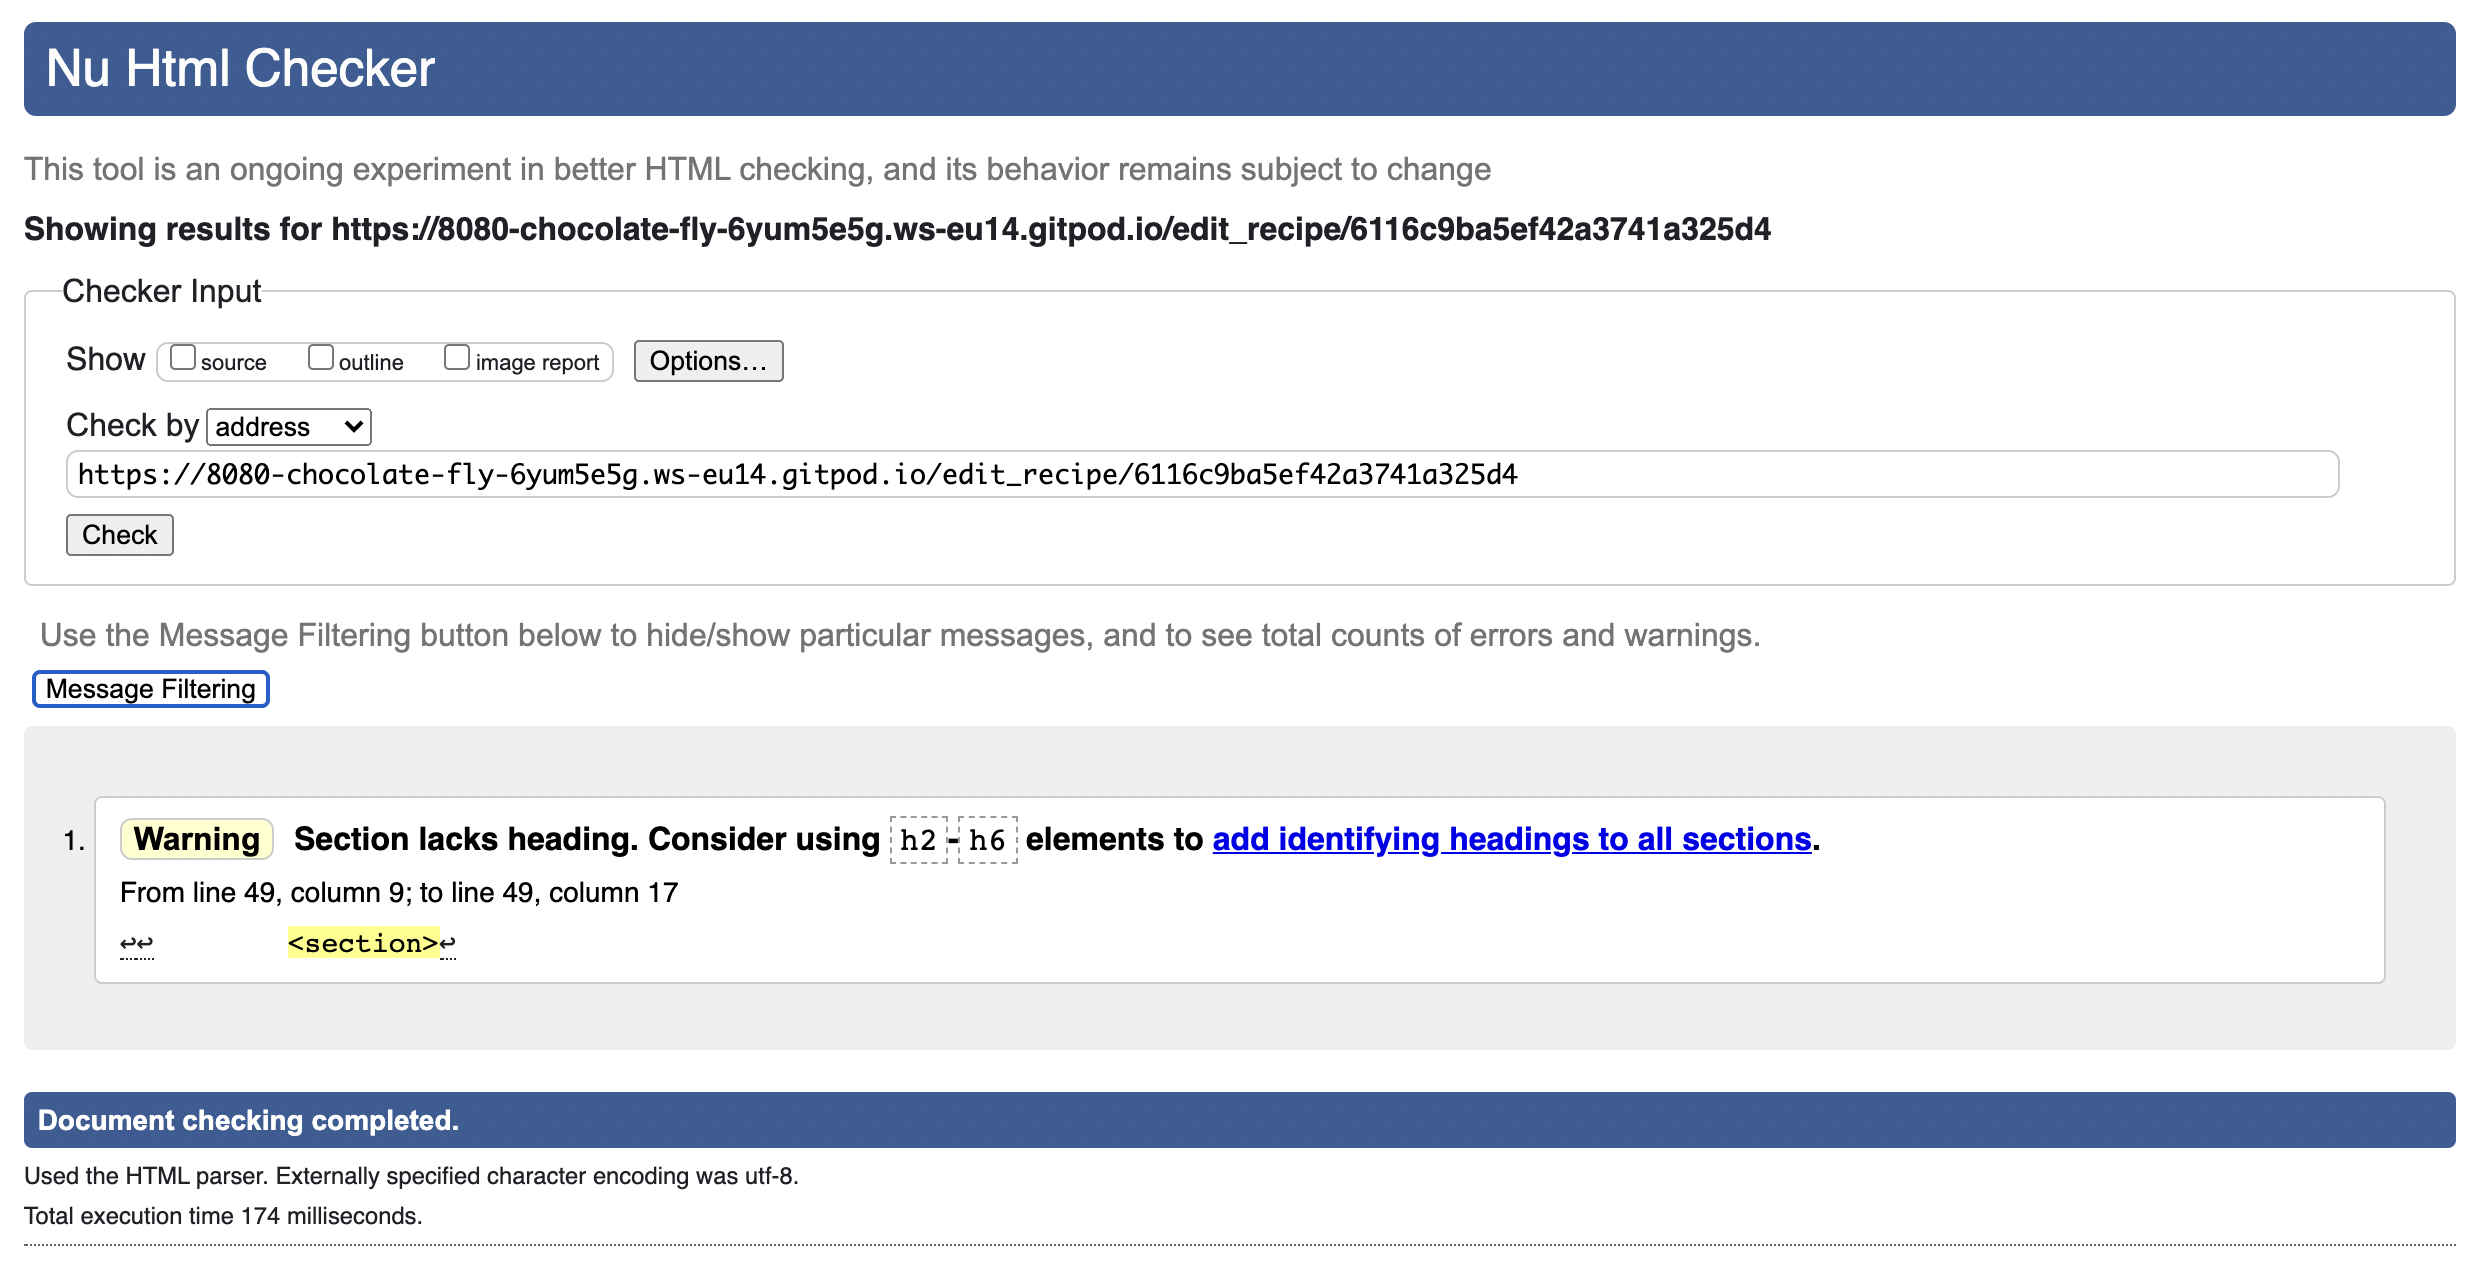 Nu Html Checker
This tool is an ongoing experiment in better HTML checking, and its behavior remains subject to change
Showing results for https://8080-chocolate-fly-6yum5e5g.ws-eu14.gitpod.io/edit_recipe/6116c9ba5ef42a3741a325d4
Checker Input
Show source outline image report Options...
Check by address
https://8080-chocolate-fly-6yum5e5g.ws-eu14.gitpod.io/edit_recipe/6116c9ba5ef42a3741a325d4
Check
Use the Message Filtering button below to hide/show particular messages, and to see total counts of errors and warnings.
Message Filtering
1. Warning Section lacks heading. Consider using h2-h6 elements to add identifying headings to all sections.
From line 49, column 9; to line 49, column 17
↩↩ <section>↩
Document checking completed.
Used the HTML parser. Externally specified character encoding was utf-8.
Total execution time 174 milliseconds.